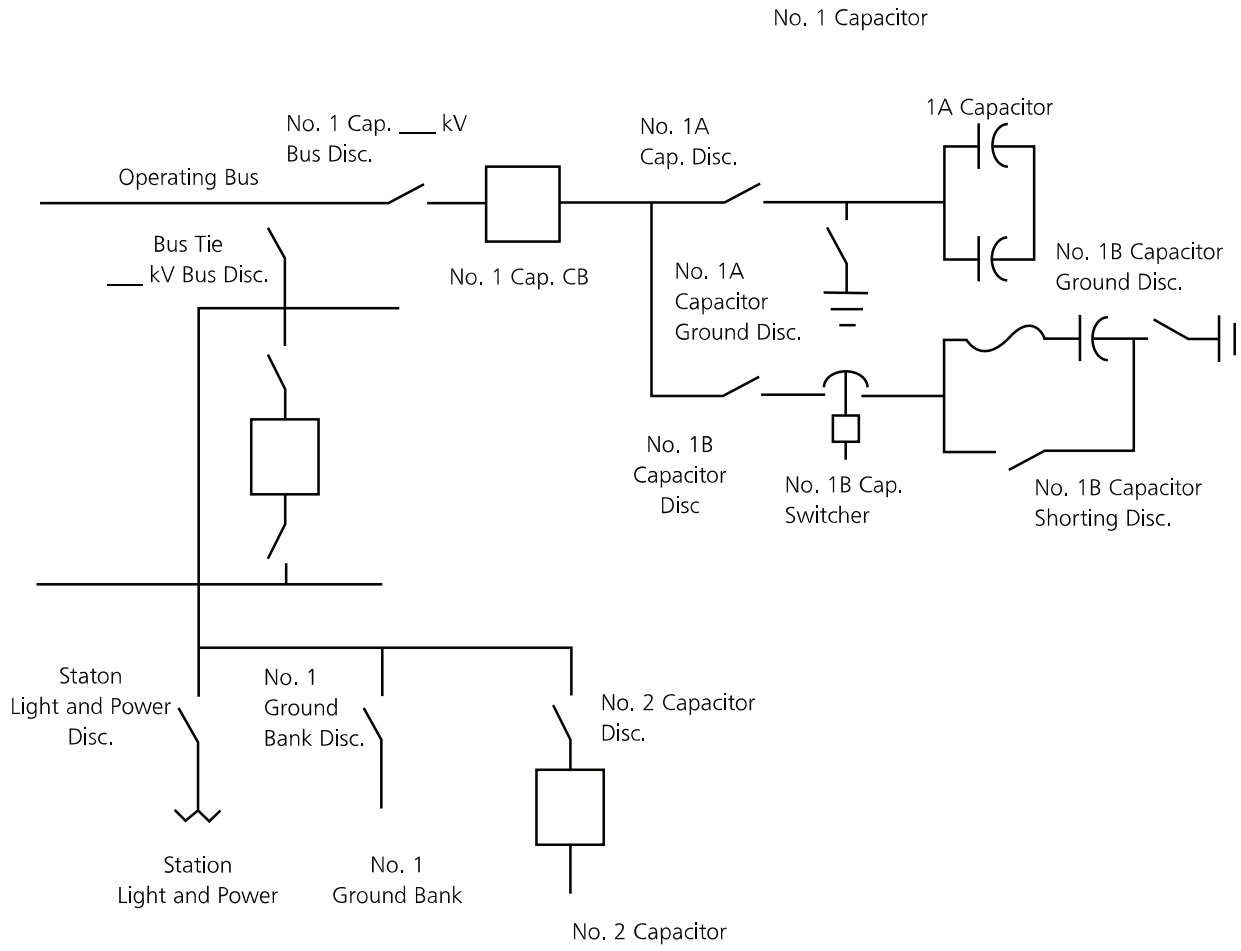 No. 1 Capacitor
1A Capacitor
No. 1 Cap. ___ kV
Bus Disc.
No. 1A
Cap. Disc.
Operating Bus
Bus Tie
___ kV Bus Disc.
No. 1 Cap. CB
No. 1A
Capacitor
Ground Disc.
No. 1B Capacitor
Ground Disc.
No. 1B
Capacitor
Disc
No. 1B Cap.
Switcher
No. 1B Capacitor
Shorting Disc.
Staton
Light and Power
Disc.
No. 1
Ground
Bank Disc.
No. 2 Capacitor
Disc.
Station
Light and Power
No. 1
Ground Bank
No. 2 Capacitor